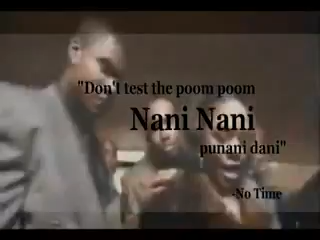 "Don't test the poom poom
Nani Nani
punani dani"
-No Time